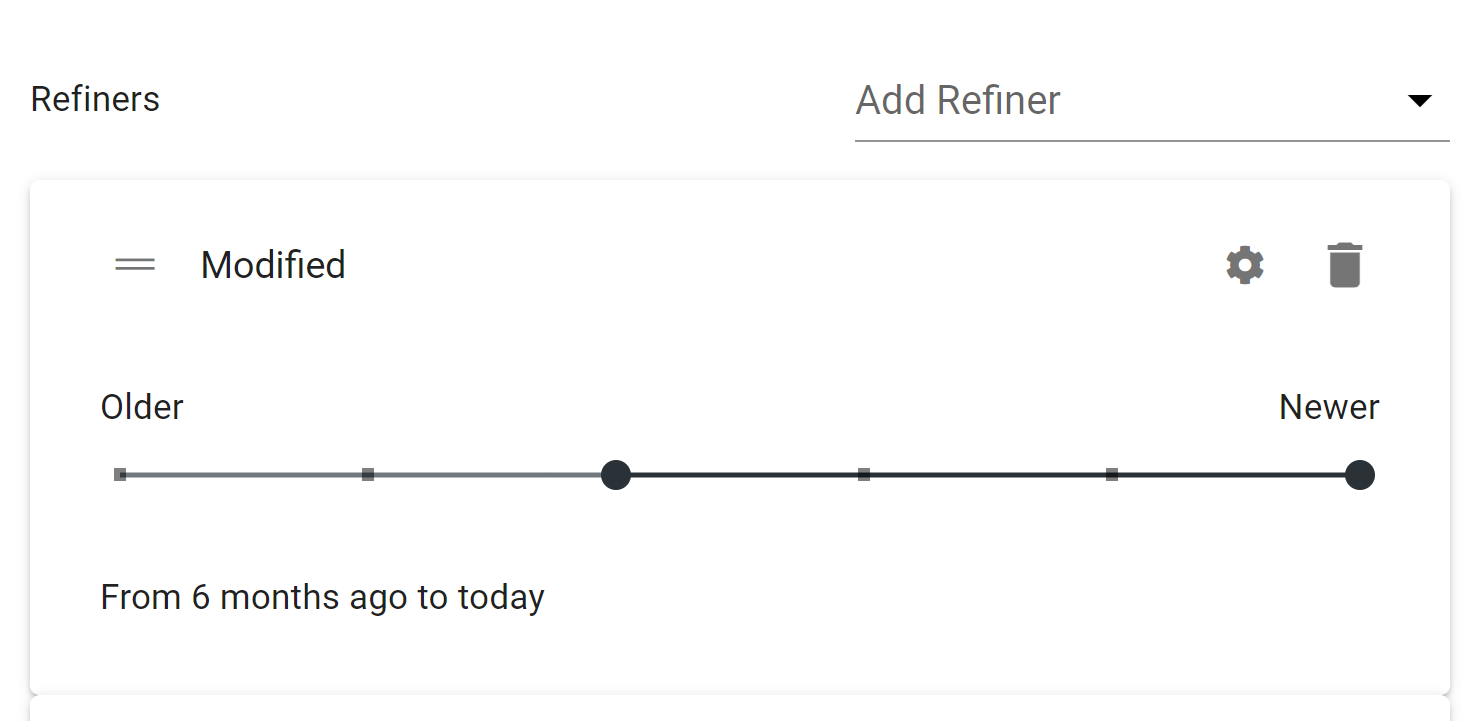 Refiners
Add Refiner
Modified
Older
Newer
From 6 months ago to today